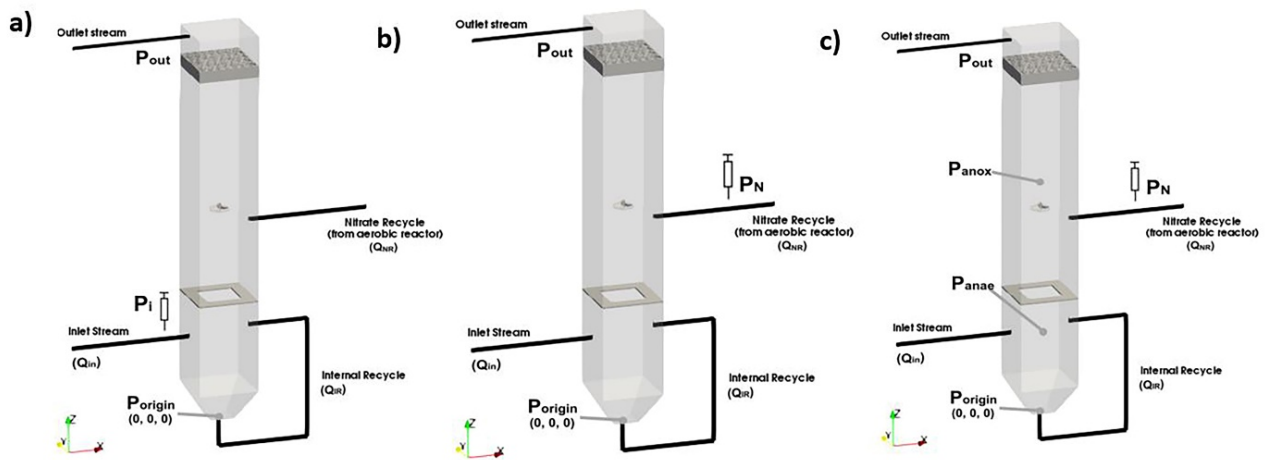 a)
Outlet stream
Pout
Nitrate Recycle
(from aerobic reactor)
(QNR)
Pi
Inlet Stream
(Qin)
Internal Recycle
(QIR)
Porigin
(0, 0, 0)
Z
Y
X
b)
Outlet stream
Pout
PN
Nitrate Recycle
(from aerobic reactor)
(QNR)
Inlet Stream
(Qin)
Internal Recycle
(QIR)
Porigin
(0, 0, 0)
Z
Y
X
c)
Outlet stream
Pout
Panox
PN
Nitrate Recycle
(from aerobic reactor)
(QNR)
Panae
Inlet Stream
(Qin)
Internal Recycle
(QIR)
Porigin
(0, 0, 0)
Z
Y
X